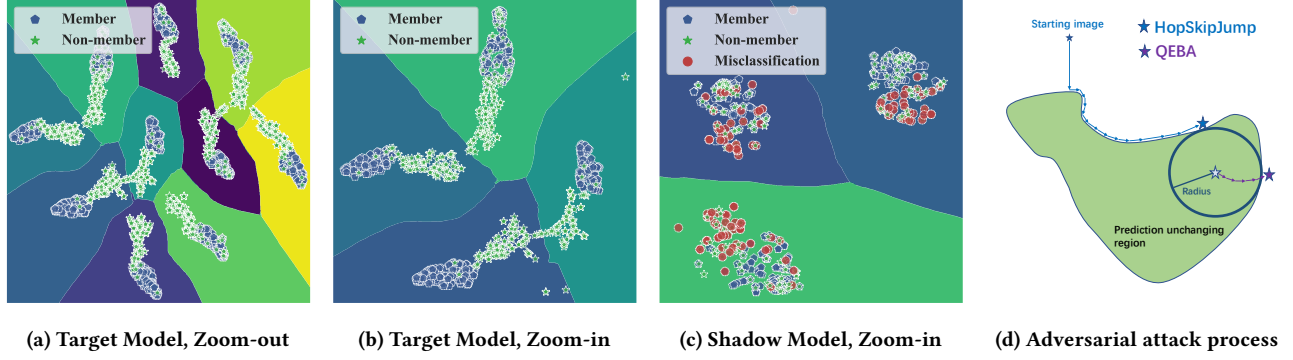 Member
Non-member
Member
Non-member
Member
Non-member
Misclassification
Starting image
HopSkipJump
QEBA
Radius
Prediction unchanging
region
(a) Target Model, Zoom-out
(b) Target Model, Zoom-in
(c) Shadow Model, Zoom-in
(d) Adversarial attack process